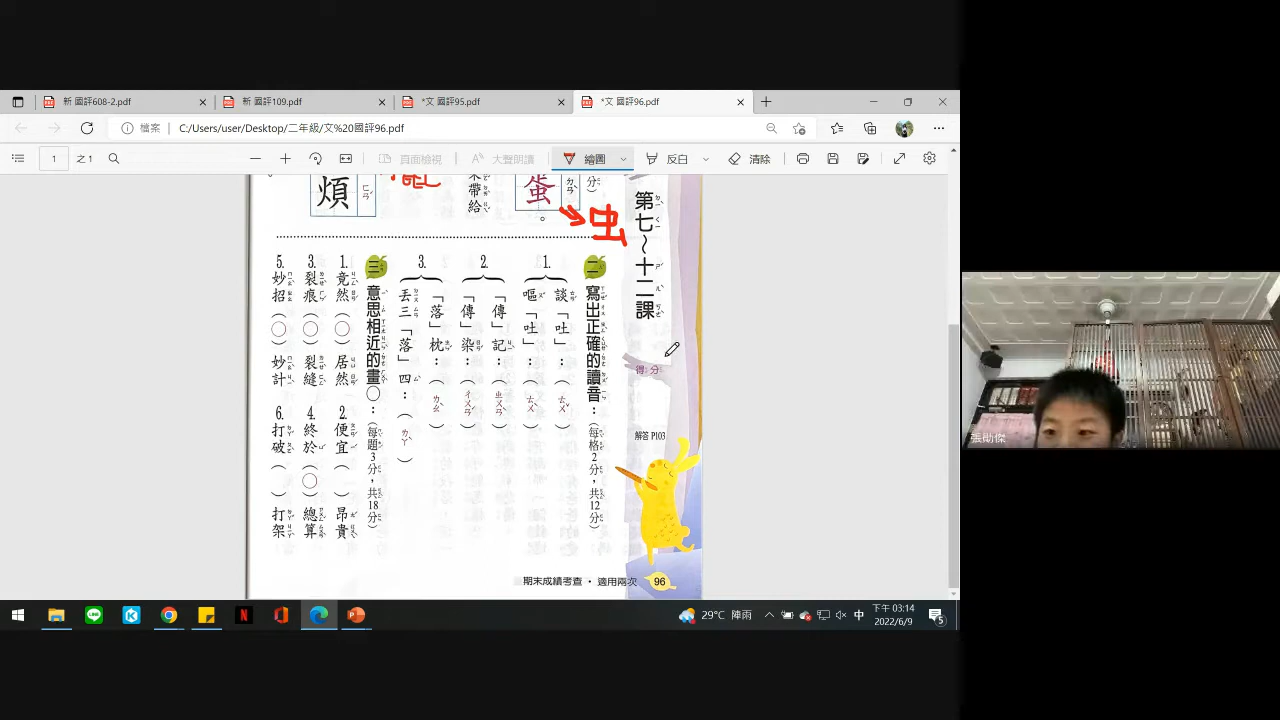 新 國評608-2.pdf
新 國評109.pdf
*文 國評95.pdf
*文 國評96.pdf
檔案
C:/Users/user/Desktop/二年級/文%20國評96.pdf
1
之 1
頁面檢視
大聲朗讀
繪圖
反白
清除
第七~十二課
得分
解答 P.103
分)
蛋 ㄉㄢˋ
。
虫
帶給
煩 ㄈㄢˊ
二 寫出正確的讀音：(每格2分，共12分)
1. 談「吐」：(ㄊㄨˇ)
嘔「吐」：(ㄊㄨˋ)
2. 「傳」記：(ㄓㄨㄢˋ)
「傳」染：(ㄔㄨㄢˊ)
3. 「落」枕：(ㄌㄠˋ)
丟三「落」四：(ㄌㄚˋ)
三 意思相近的畫○：(每題3分，共18分)
1. 竟然(○)居然
2. 便宜( )昂貴
3. 裂痕(○)裂縫
4. 終於(○)總算
5. 妙招(○)妙計
6. 打破( )打架
期末成績考查・適用兩次 96
張助傑
29°C 陣雨
中
下午 03:14
2022/6/9
5